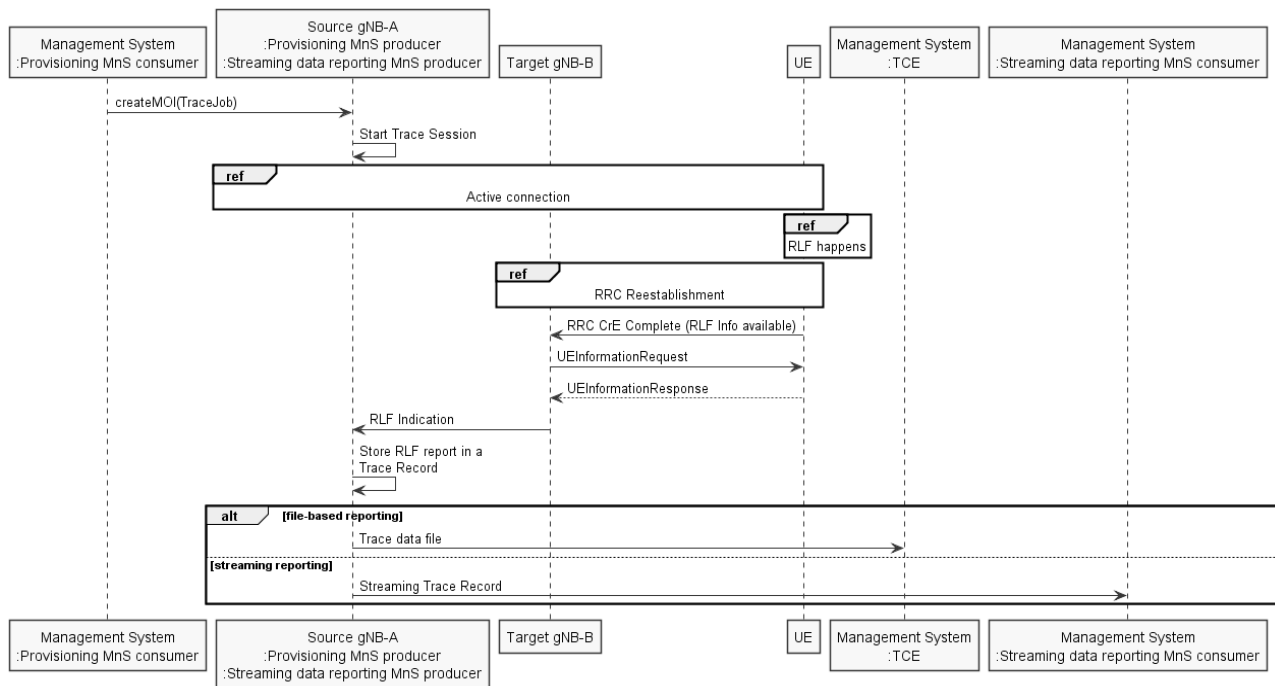 Management System
:Provisioning MnS consumer
Source gNB-A
:Provisioning MnS producer
:Streaming data reporting MnS producer
Target gNB-B
UE
Management System
:TCE
Management System
:Streaming data reporting MnS consumer
createMOI(TraceJob)
Start Trace Session
ref
Active connection
ref
RLF happens
ref
RRC Reestablishment
RRC CrE Complete (RLF Info available)
UEInformationRequest
UEInformationResponse
RLF Indication
Store RLF report in a
Trace Record
alt [file-based reporting]
Trace data file
[streaming reporting]
Streaming Trace Record
Management System
:Provisioning MnS consumer
Source gNB-A
:Provisioning MnS producer
:Streaming data reporting MnS producer
Target gNB-B
UE
Management System
:TCE
Management System
:Streaming data reporting MnS consumer